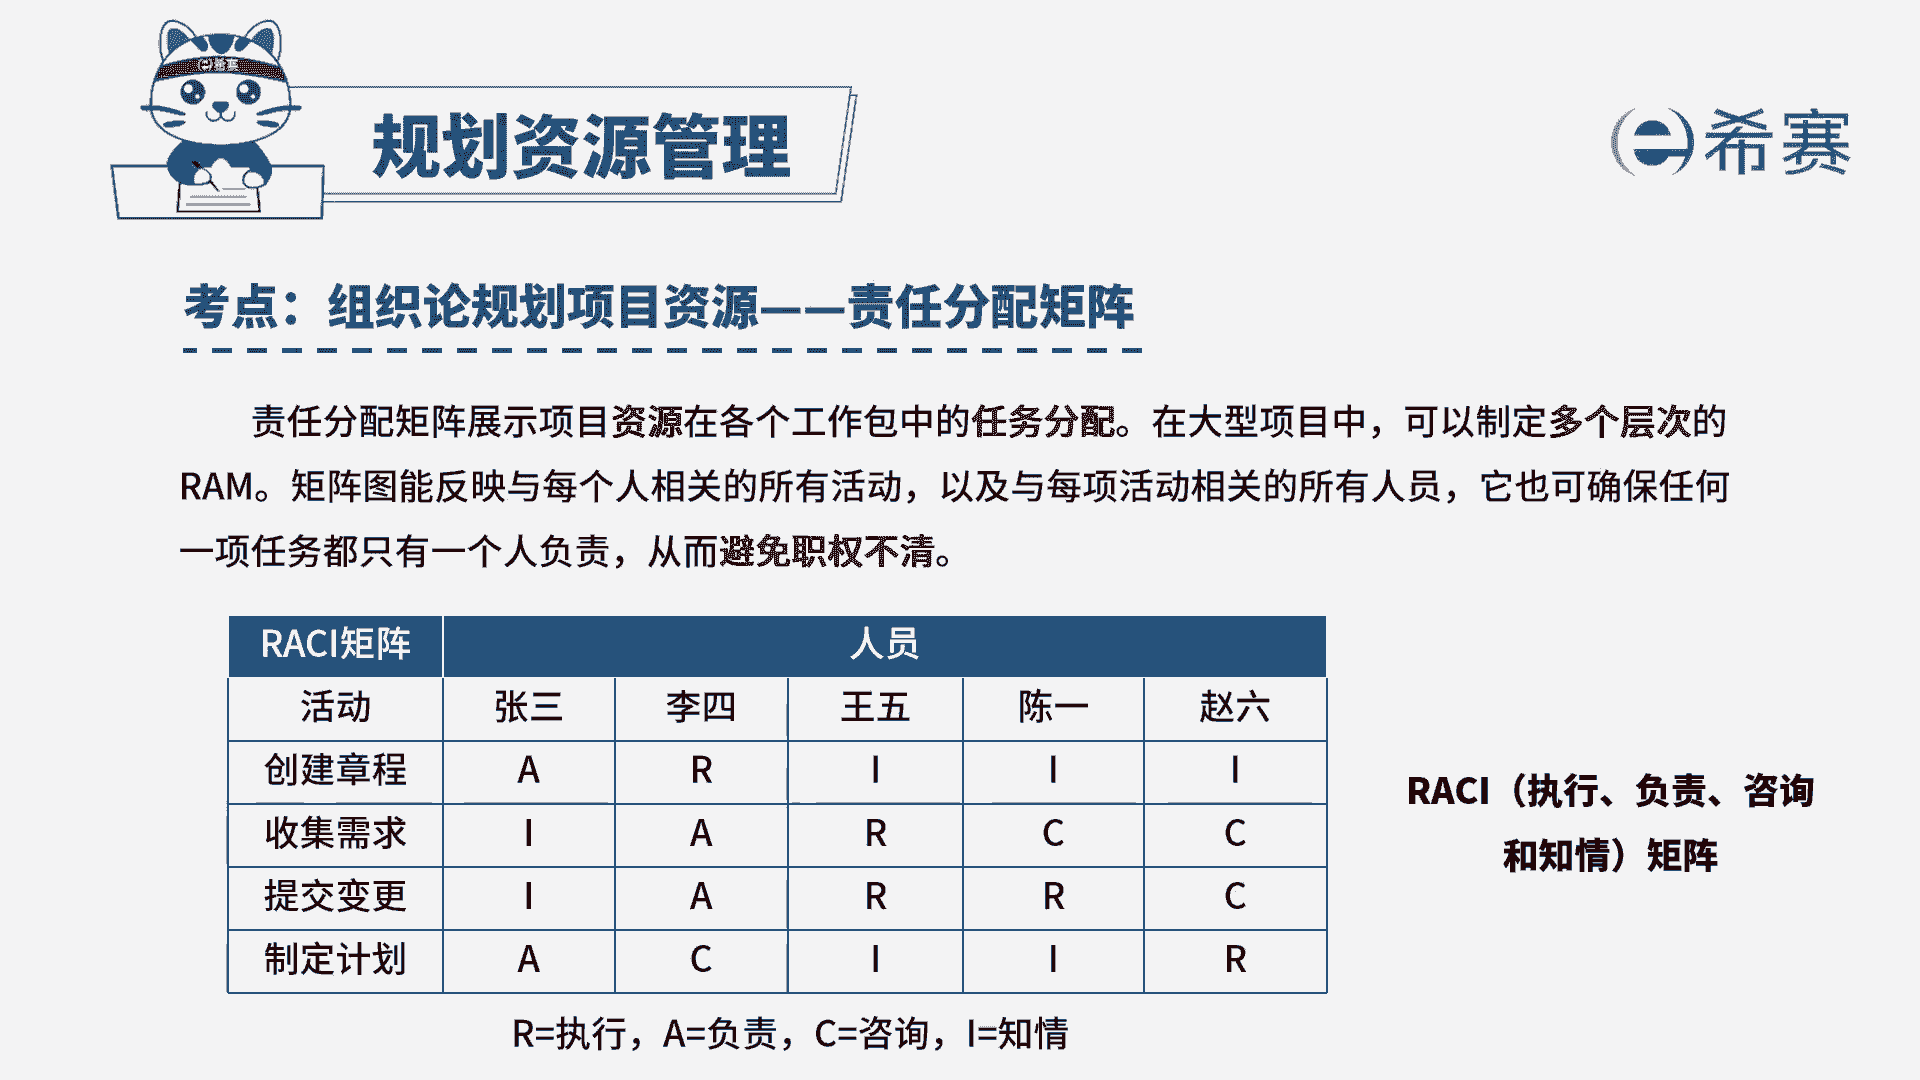 希赛
规划资源管理
希赛
考点：组织论规划项目资源——责任分配矩阵
责任分配矩阵展示项目资源在各个工作包中的任务分配。在大型项目中，可以制定多个层次的
RAM。矩阵图能反映与每个人相关的所有活动，以及与每项活动相关的所有人员，它也可确保任何
一项任务都只有一个人负责，从而避免职权不清。
RACI矩阵 人员
活动 张三 李四 王五 陈一 赵六
创建章程 A R I I I
收集需求 I A R C C
提交变更 I A R R C
制定计划 A C I I R
RACI（执行、负责、咨询
和知情）矩阵
R=执行，A=负责，C=咨询，I=知情